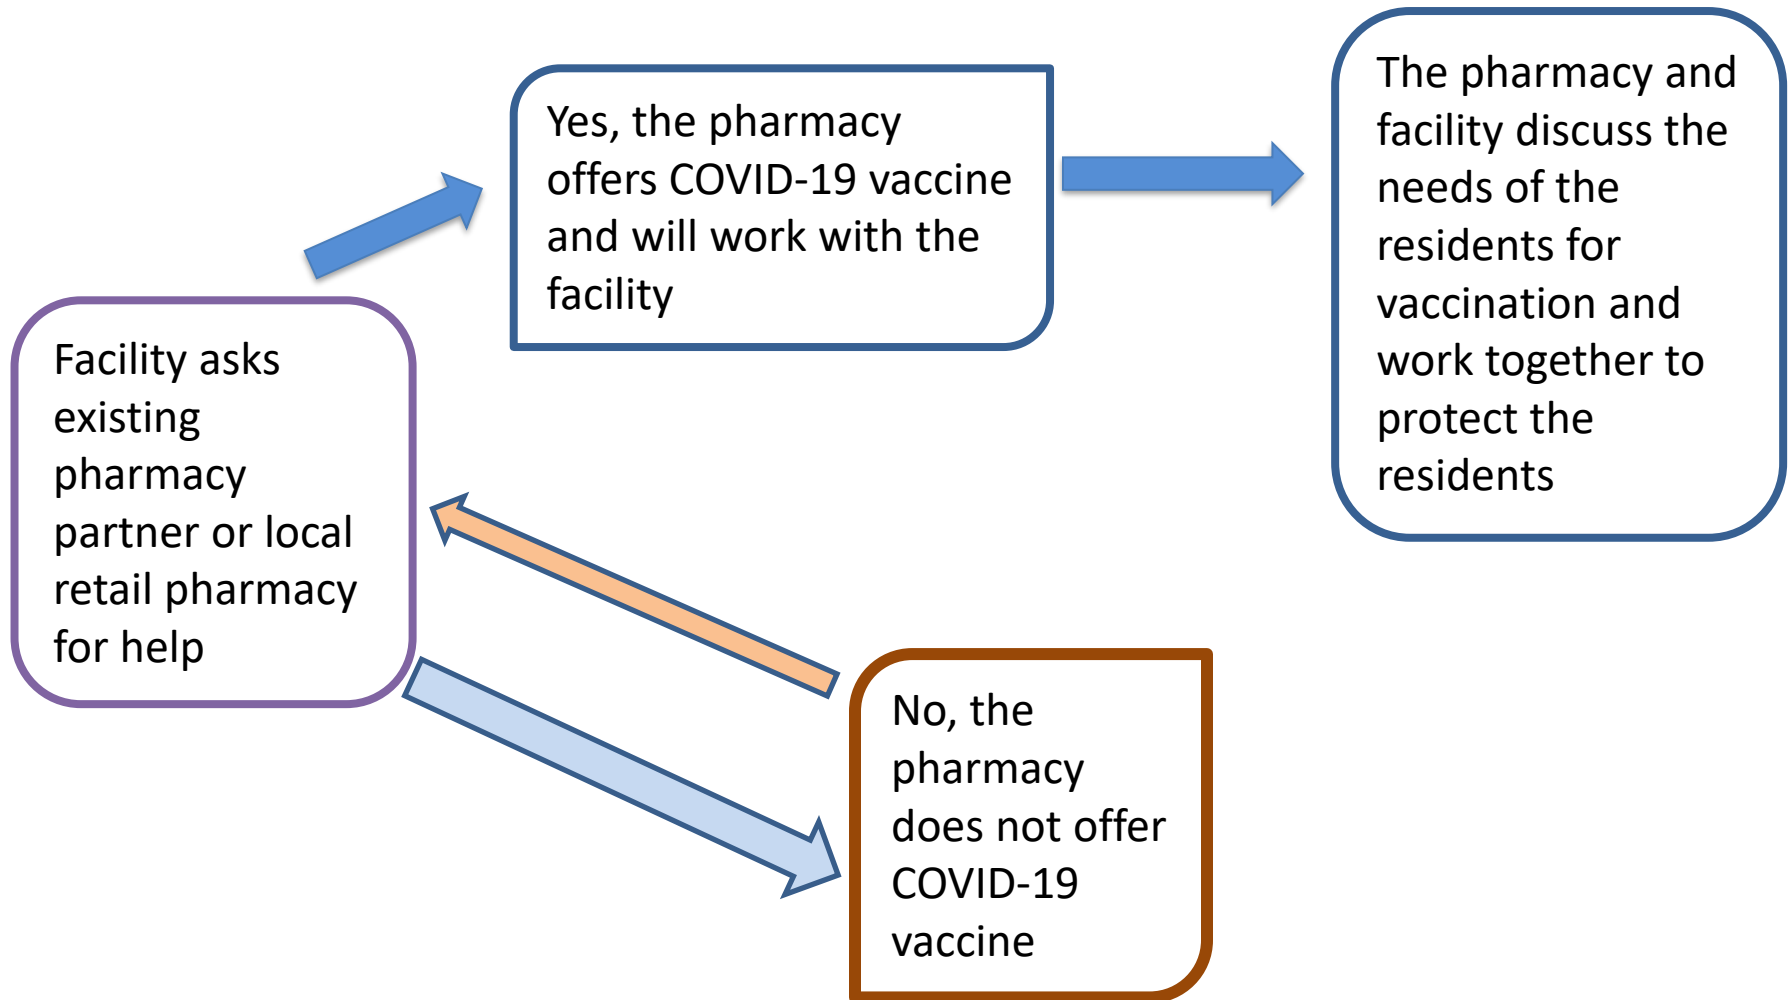 Facility asks
existing
pharmacy
partner or local
retail pharmacy
for help
Yes, the pharmacy
offers COVID-19 vaccine
and will work with the
facility
The pharmacy and
facility discuss the
needs of the
residents for
vaccination and
work together to
protect the
residents
No, the
pharmacy
does not offer
COVID-19
vaccine